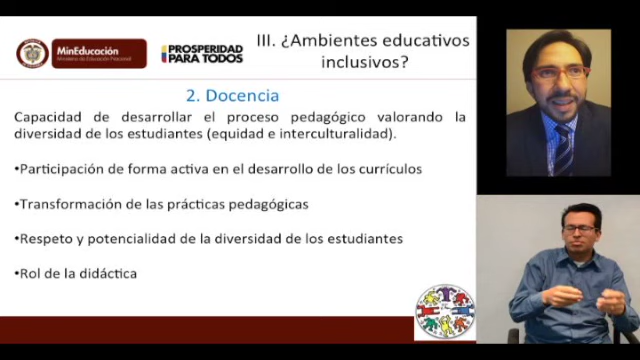 MinEducación
Ministerio de Educación Nacional
PROSPERIDAD
PARA TODOS
III. ¿Ambientes educativos
inclusivos?
2. Docencia
Capacidad de desarrollar el proceso pedagógico valorando la
diversidad de los estudiantes (equidad e interculturalidad).
•Participación de forma activa en el desarrollo de los currículos
•Transformación de las prácticas pedagógicas
•Respeto y potencialidad de la diversidad de los estudiantes
•Rol de la didáctica